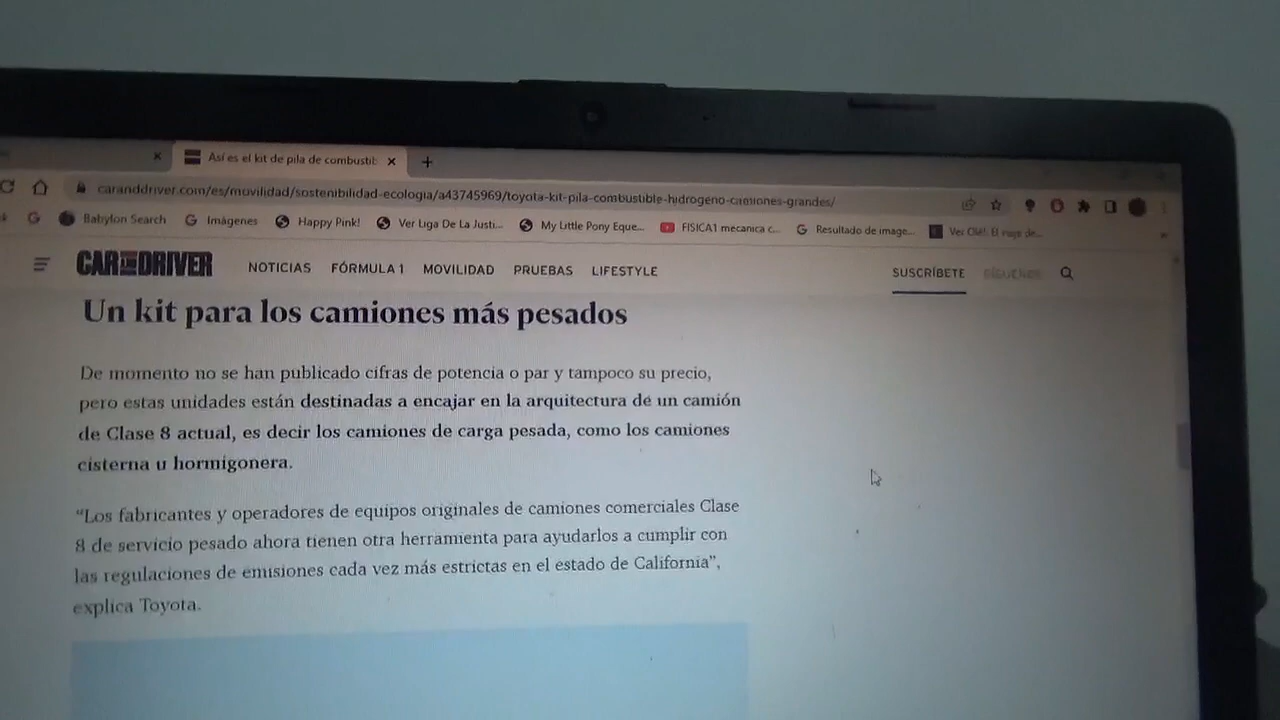 Así es el kit de pila de combustib
caranddriver.com/es/movilidad/sostenibilidad-ecologia/a43745969/toyota-kit-pila-combustible-hidrogeno-camiones-grandes/
G Babylon Search G Imágenes Happy Pink! Ver Liga De La Justi... My Little Pony Eque... FISICA1 mecanica c... G Resultado de image...
CAR AND DRIVER NOTICIAS FÓRMULA 1 MOVILIDAD PRUEBAS LIFESTYLE SUSCRÍBETE SÍGUENOS
Un kit para los camiones más pesados
De momento no se han publicado cifras de potencia o par y tampoco su precio,
pero estas unidades están destinadas a encajar en la arquitectura de un camión
de Clase 8 actual, es decir los camiones de carga pesada, como los camiones
cisterna u hormigonera.
“Los fabricantes y operadores de equipos originales de camiones comerciales Clase
8 de servicio pesado ahora tienen otra herramienta para ayudarlos a cumplir con
las regulaciones de emisiones cada vez más estrictas en el estado de California”,
explica Toyota.